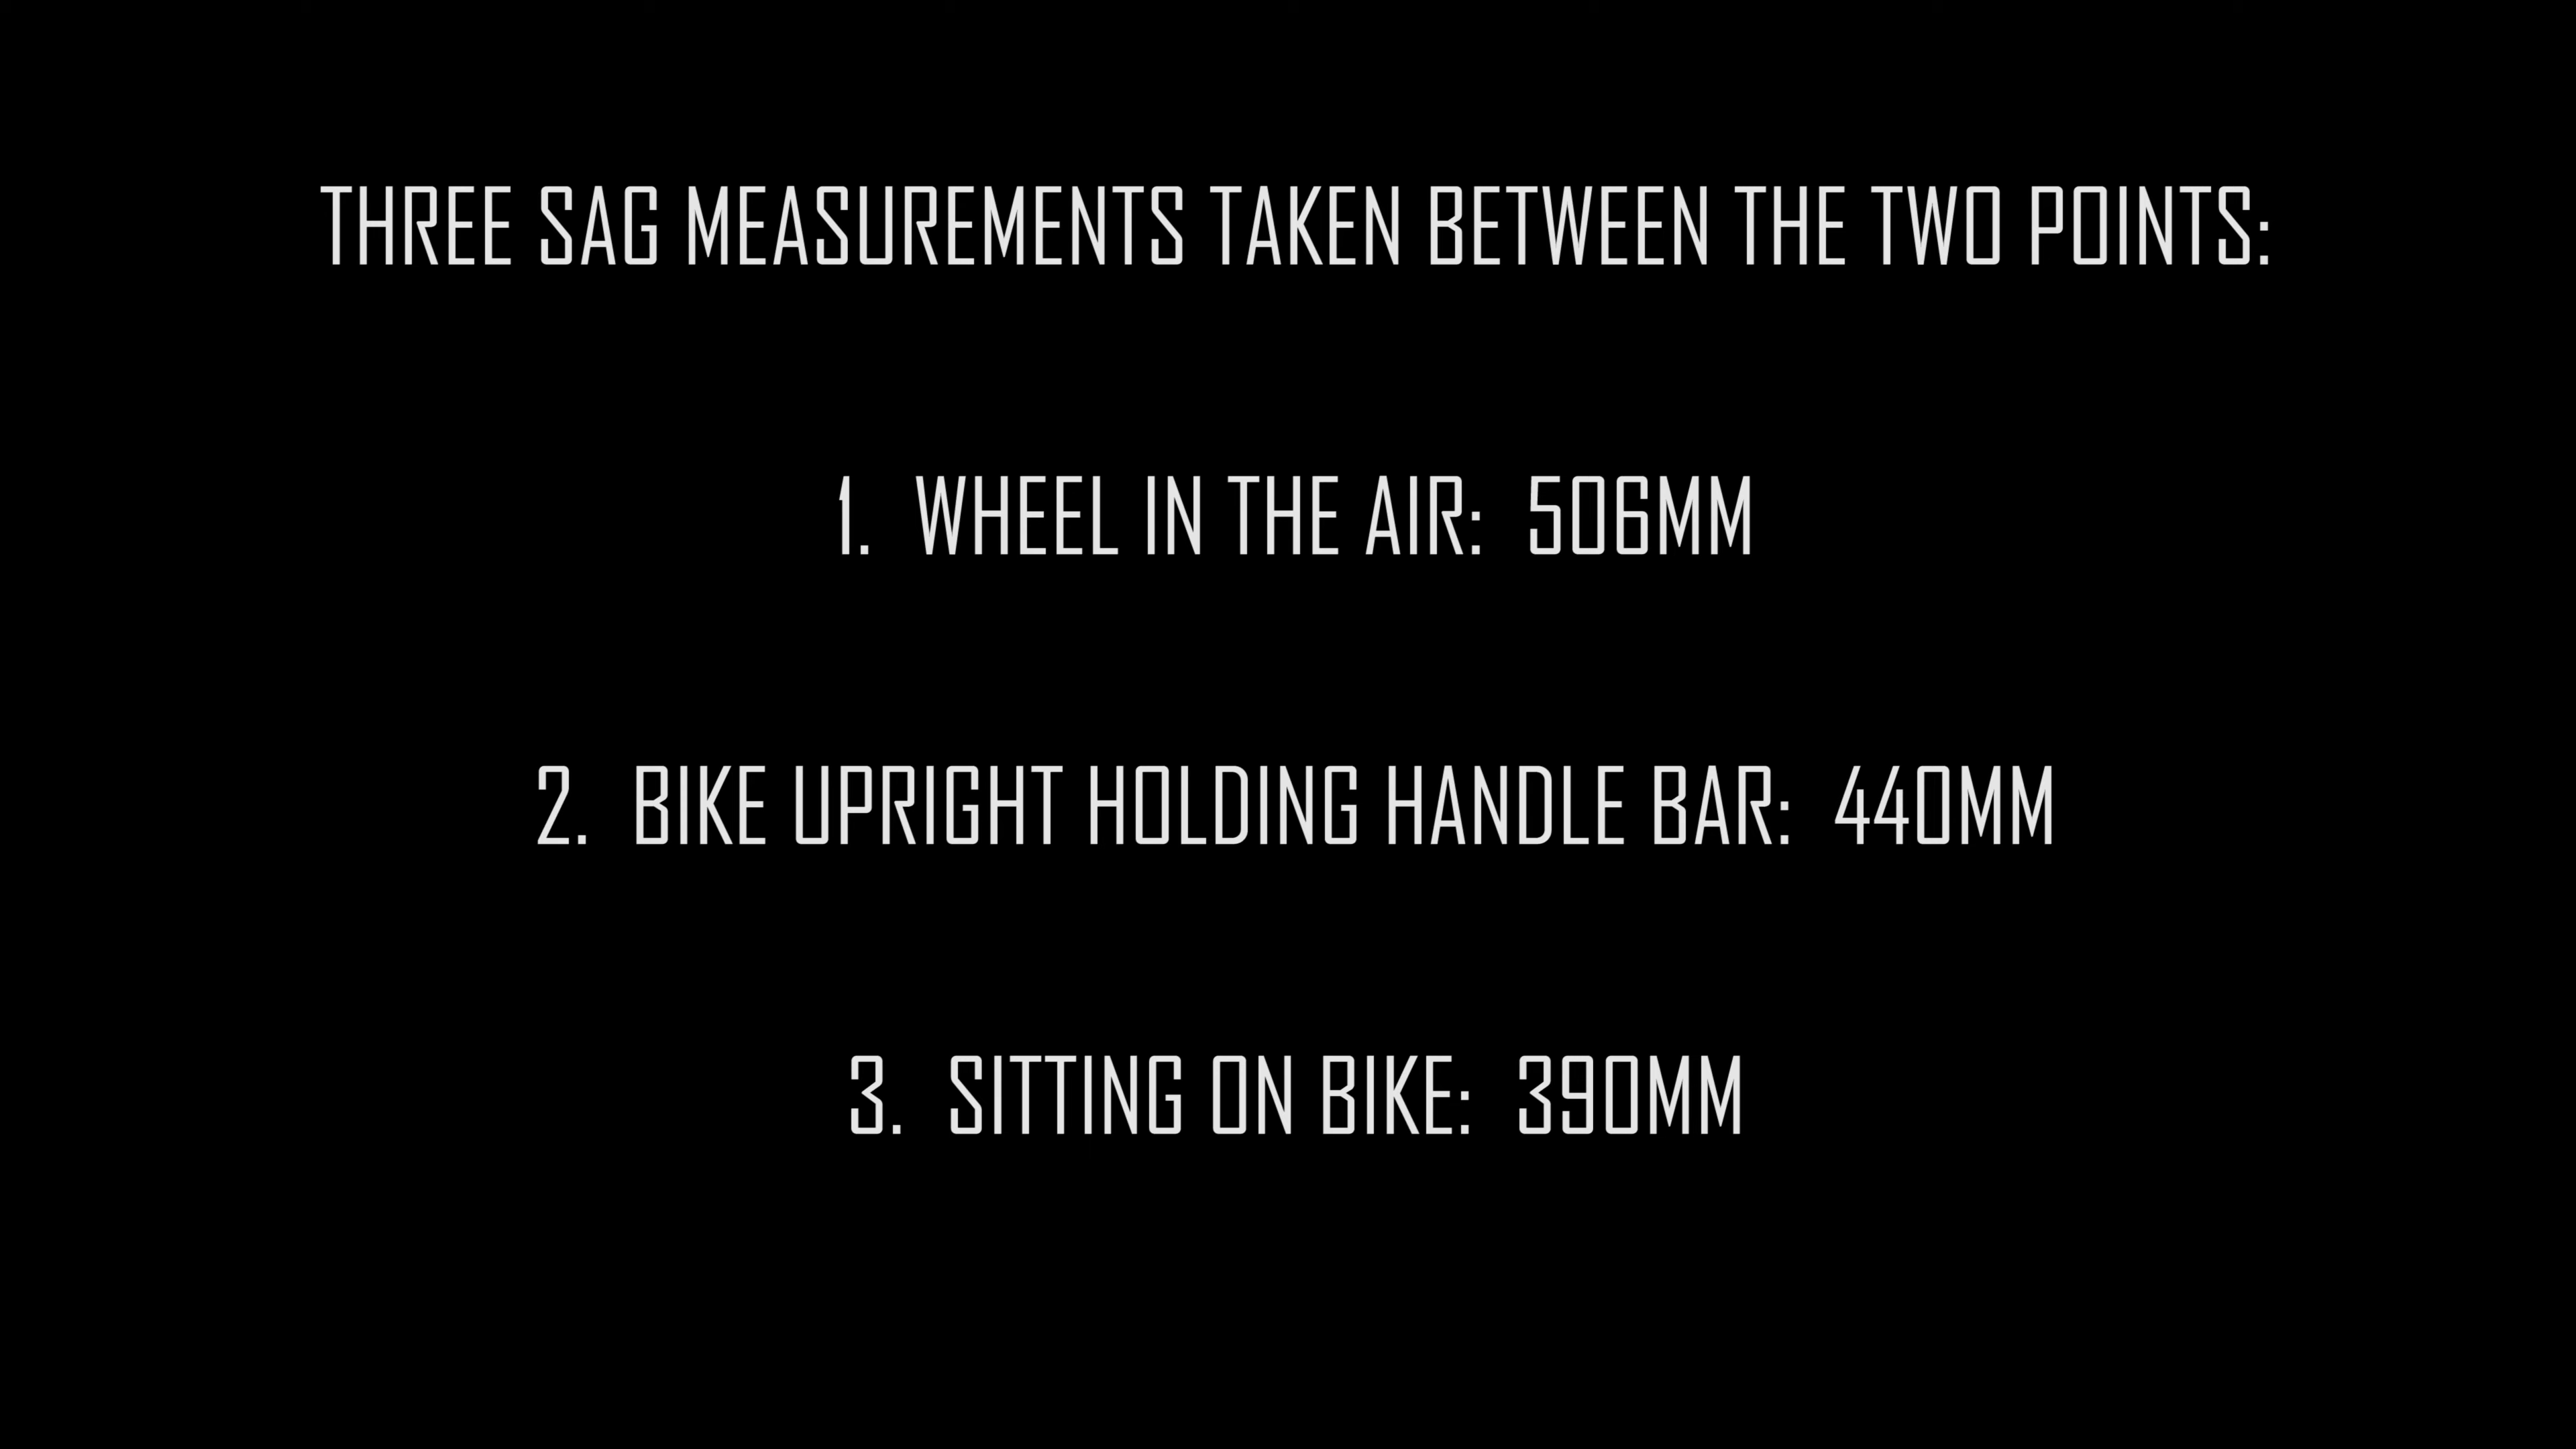 THREE SAG MEASUREMENTS TAKEN BETWEEN THE TWO POINTS:
1. WHEEL IN THE AIR: 506MM
2. BIKE UPRIGHT HOLDING HANDLE BAR: 440MM
3. SITTING ON BIKE: 390MM